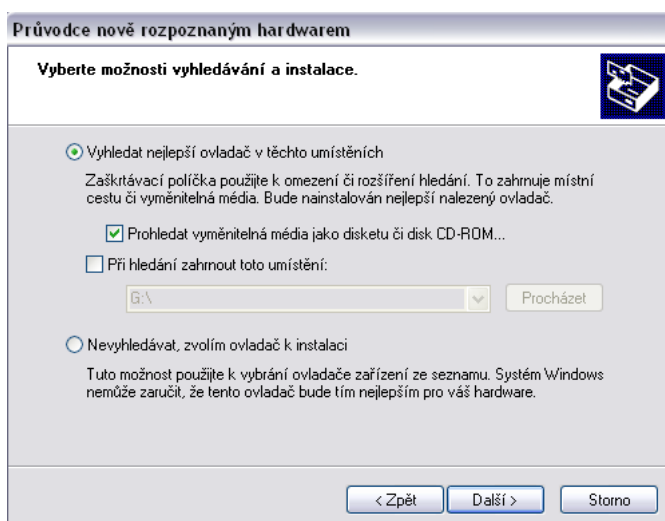 Průvodce nově rozpoznaným hardwarem
Vyberte možnosti vyhledávání a instalace.
Vyhledat nejlepší ovladač v těchto umístěních
Zaškrtávací políčka použijte k omezení či rozšíření hledání. To zahrnuje místní
cestu či vyměnitelná média. Bude nainstalován nejlepší nalezený ovladač.
Prohledat vyměnitelná média jako disketu či disk CD-ROM...
Při hledání zahrnout toto umístění:
G:\
Procházet
Nevyhledávat, zvolím ovladač k instalaci
Tuto možnost použijte k vybrání ovladače zařízení ze seznamu. Systém Windows
nemůže zaručit, že tento ovladač bude tím nejlepším pro váš hardware.
< Zpět
Další >
Storno